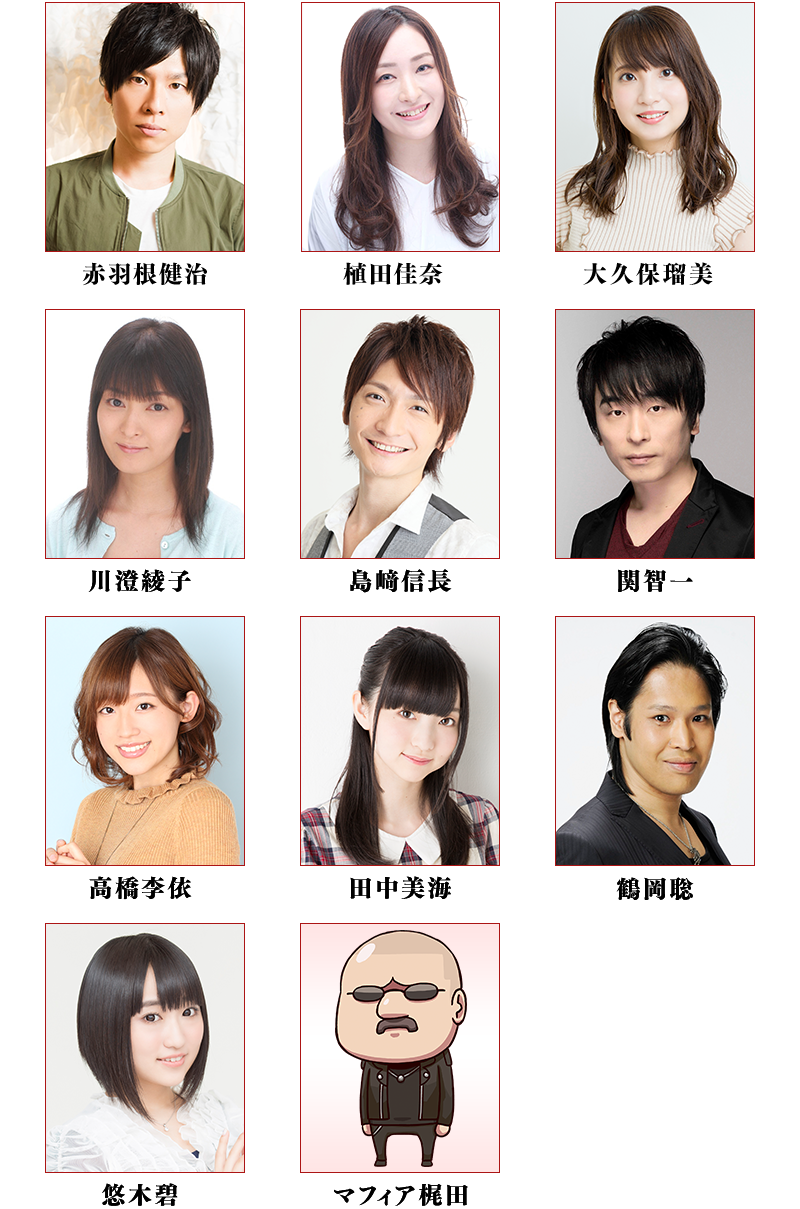 赤羽根健治
植田佳奈
大久保瑠美
川澄綾子
島﨑信長
関智一
高橋李依
田中美海
鶴岡聡
悠木碧
マフィア梶田